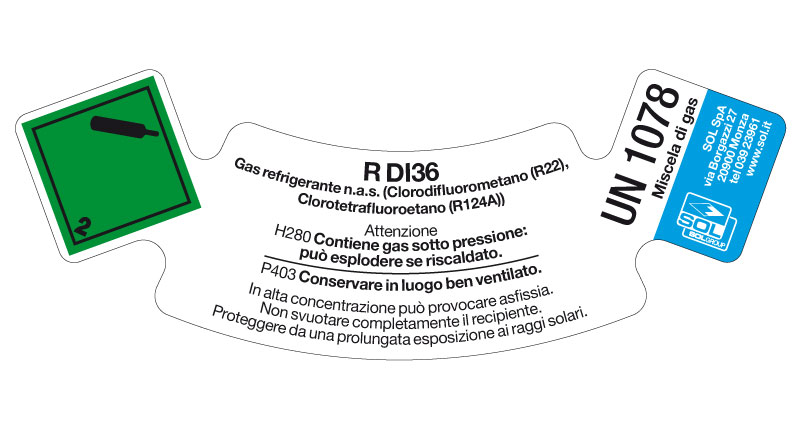 2
R DI36
Gas refrigerante n.a.s. (Clorodifluorometano (R22),
Clorotetrafluoroetano (R124A))
Attenzione
H280 Contiene gas sotto pressione:
può esplodere se riscaldato.
P403 Conservare in luogo ben ventilato.
In alta concentrazione può provocare asfissia.
Non svuotare completamente il recipiente.
Proteggere da una prolungata esposizione ai raggi solari.
UN 1078
Miscela di gas
SOL SpA
via Borgazzi 27
20900 Monza
tel 039 23961
www.sol.it
SOL
SOLGROUP